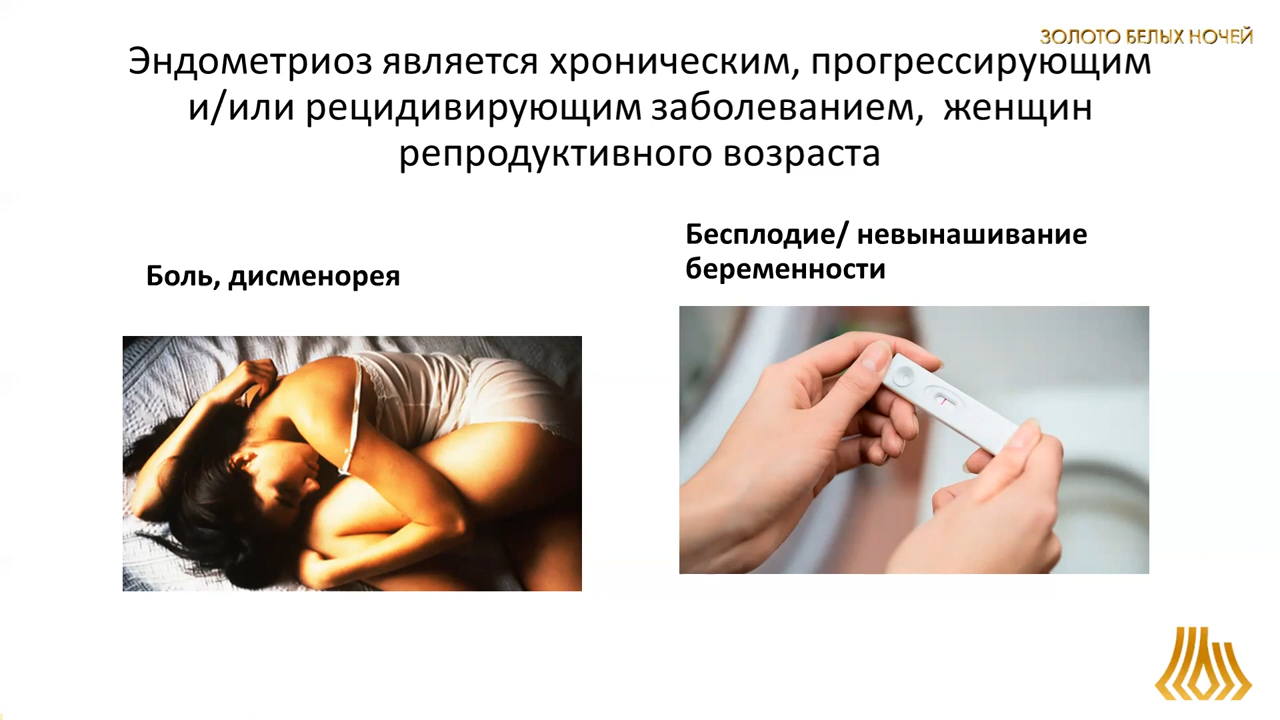 ЗОЛОТО БЕЛЫХ НОЧЕЙ
Эндометриоз является хроническим, прогрессирующим
и/или рецидивирующим заболеванием, женщин
репродуктивного возраста
Боль, дисменорея
Бесплодие/ невынашивание
беременности